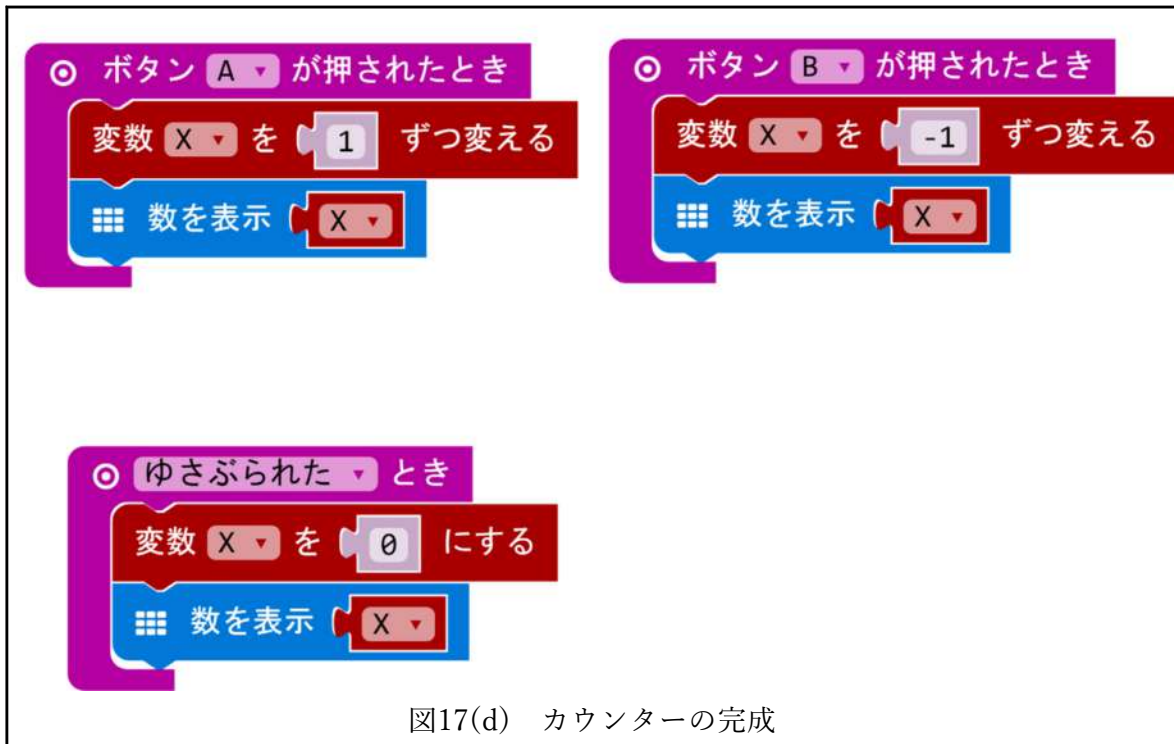 ボタン A が押されたとき
変数 X を 1 ずつ変える
数を表示 X
ボタン B が押されたとき
変数 X を -1 ずつ変える
数を表示 X
ゆさぶられた とき
変数 X を 0 にする
数を表示 X
図17(d) カウンターの完成